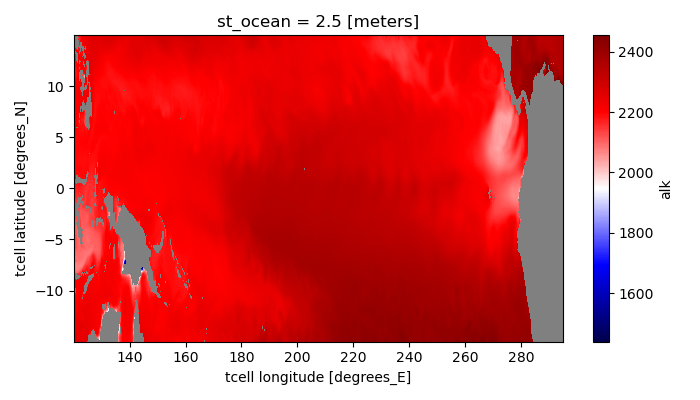 st_ocean = 2.5 [meters]
10
5
0
−5
−10
tcell latitude [degrees_N]
140 160 180 200 220 240 260 280
tcell longitude [degrees_E]
2400
2200
2000
1800
1600
alk